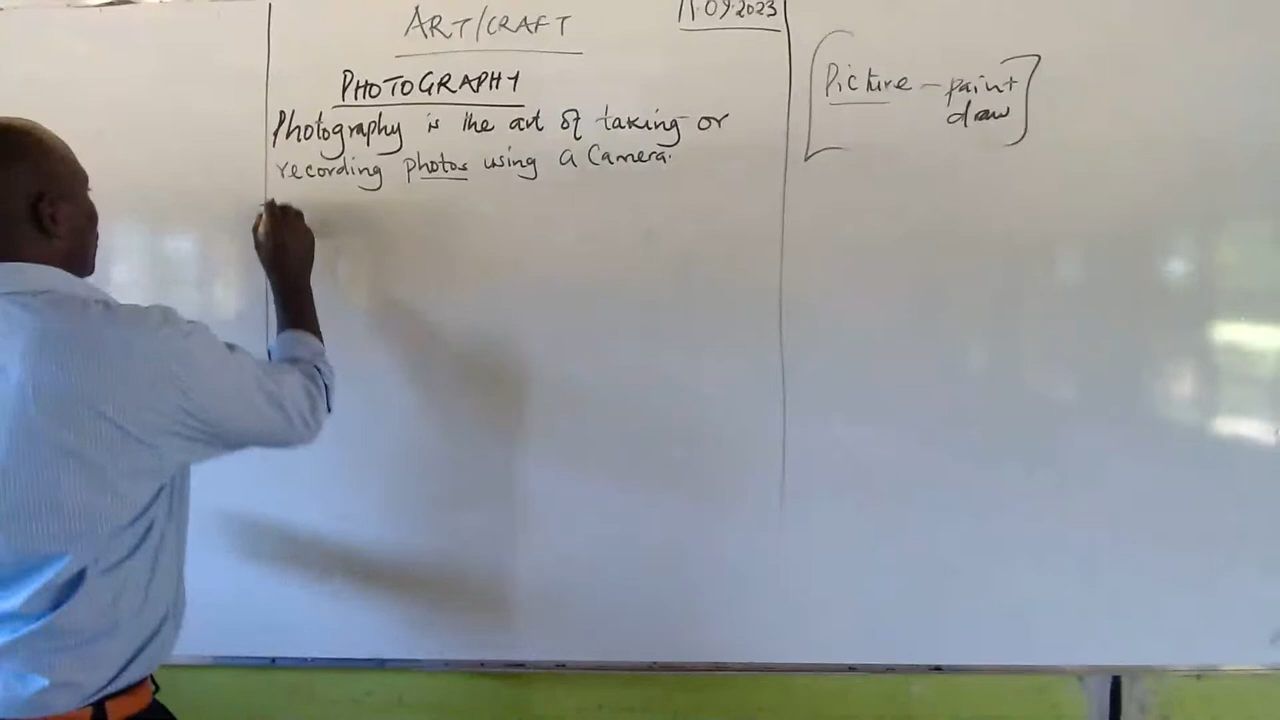 ART/CRAFT
11.09.2023
PHOTOGRAPHY
Photography is the art of taking or
recording photos using a Camera.
Picture - paint
draw